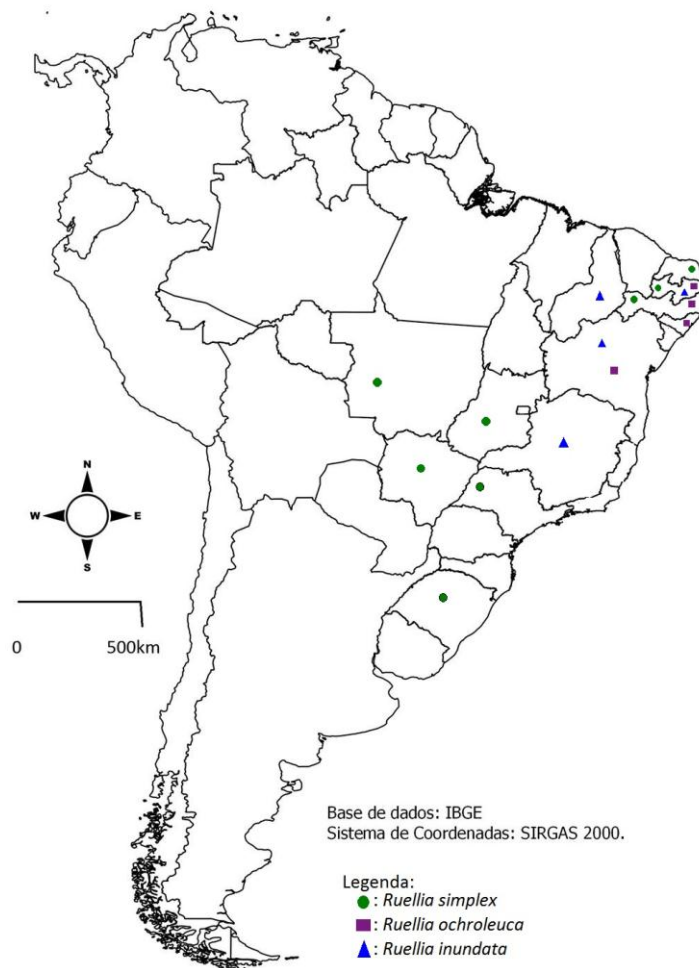 N
W E
S
0 500km
Base de dados: IBGE
Sistema de Coordenadas: SIRGAS 2000.
Legenda:
: Ruellia simplex
: Ruellia ochroleuca
: Ruellia inundata